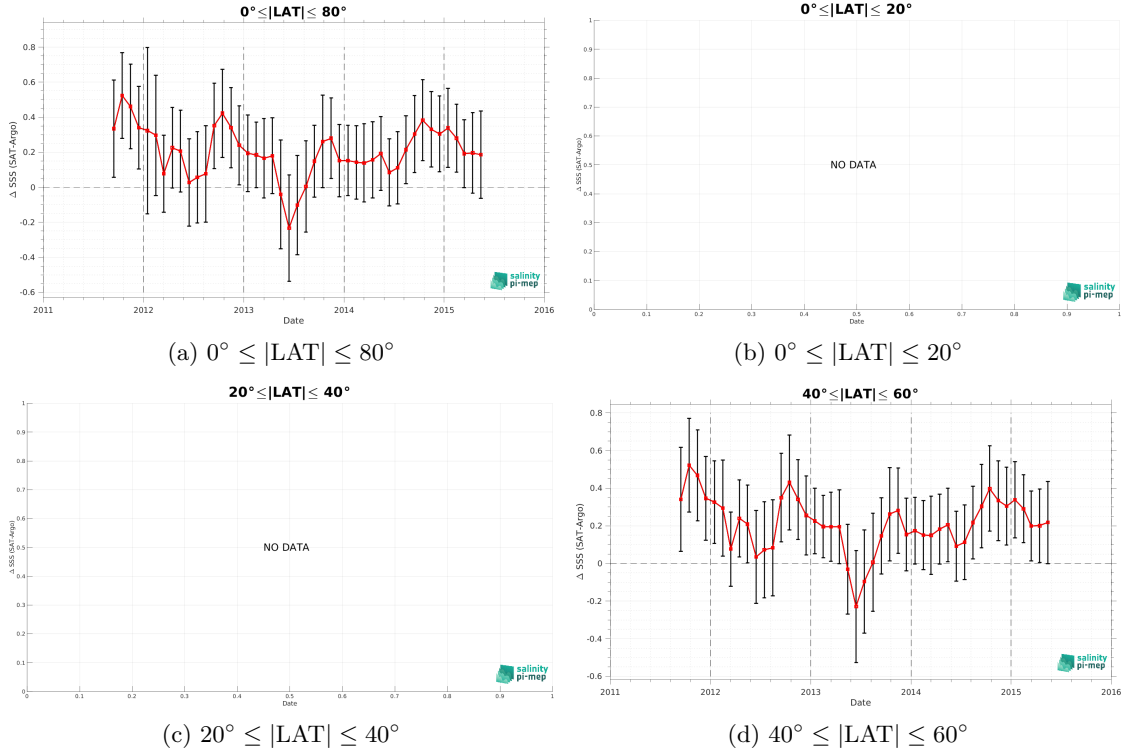 0°≤|LAT|≤ 80°
0.8
0.6
0.4
0.2
0
-0.2
-0.4
-0.6
Δ SSS (SAT-Argo)
2011 2012 2013 2014 2015 2016
Date
salinity
pi-mep
(a) 0° ≤ |LAT| ≤ 80°
0°≤|LAT|≤ 20°
1
0.9
0.8
0.7
0.6
0.5
0.4
0.3
0.2
0.1
0
Δ SSS (SAT-Argo)
NO DATA
0 0.1 0.2 0.3 0.4 0.5 0.6 0.7 0.8 0.9 1
Date
salinity
pi-mep
(b) 0° ≤ |LAT| ≤ 20°
20°≤|LAT|≤ 40°
1
0.9
0.8
0.7
0.6
0.5
0.4
0.3
0.2
0.1
0
Δ SSS (SAT-Argo)
NO DATA
0 0.1 0.2 0.3 0.4 0.5 0.6 0.7 0.8 0.9 1
Date
salinity
pi-mep
(c) 20° ≤ |LAT| ≤ 40°
40°≤|LAT|≤ 60°
0.8
0.6
0.4
0.2
0
-0.2
-0.4
-0.6
Δ SSS (SAT-Argo)
2011 2012 2013 2014 2015 2016
Date
salinity
pi-mep
(d) 40° ≤ |LAT| ≤ 60°